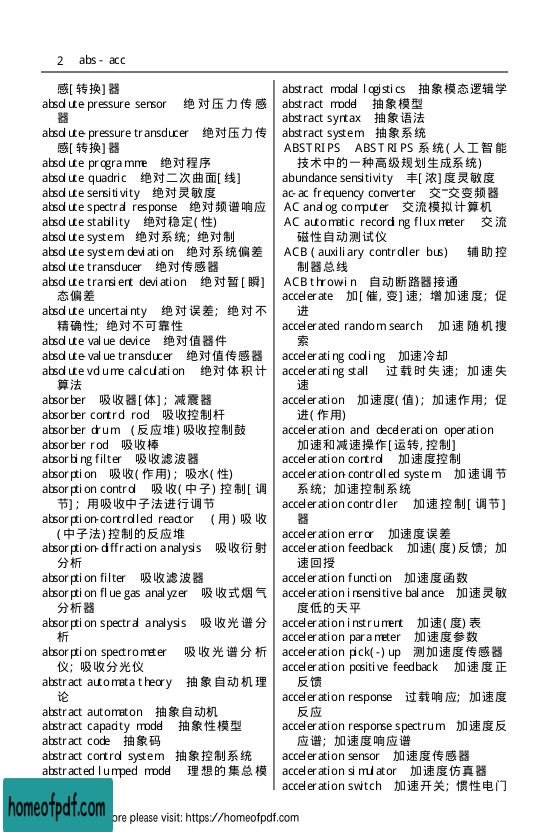 2 abs - acc
感[转换]器
absolute pressure sensor 绝对压力传感
器
absolute-pressure transducer 绝对压力传
感[转换]器
absolute programme 绝对程序
absolute quadric 绝对二次曲面[线]
absolute sensitivity 绝对灵敏度
absolute spectral response 绝对频谱响应
absolute stability 绝对稳定(性)
absolute system 绝对系统; 绝对制
absolute system deviation 绝对系统偏差
absolute transducer 绝对传感器
absolute transient deviation 绝对暂[瞬]
态偏差
absolute uncertainty 绝对误差; 绝对不
精确性; 绝对不可靠性
absolute value device 绝对值器件
absolute-value transducer 绝对值传感器
absolute volume calculation 绝对体积计
算法
absorber 吸收器[体]; 减震器
absorber control rod 吸收控制杆
absorber drum (反应堆)吸收控制鼓
absorber rod 吸收棒
absorbing filter 吸收滤波器
absorption 吸收(作用); 吸水(性)
absorption control 吸收(中子)控制[调
节]; 用吸收中子法进行调节
absorption-controlled reactor (用)吸收
(中子法)控制的反应堆
absorption-diffraction analysis 吸收衍射
分析
absorption filter 吸收滤波器
absorption flue gas analyzer 吸收式烟气
分析器
absorption spectral analysis 吸收光谱分
析
absorption spectrometer 吸收光谱分析
仪; 吸收分光仪
abstract automata theory 抽象自动机理
论
abstract automaton 抽象自动机
abstract capacity model 抽象性模型
abstract code 抽象码
abstract control system 抽象控制系统
abstracted lumped model 理想的集总模
abstract modal logistics 抽象模态逻辑学
abstract model 抽象模型
abstract syntax 抽象语法
abstract system 抽象系统
ABSTRIPS ABSTRIPS系统(人工智能
技术中的一种高级规划生成系统)
abundance sensitivity 丰[浓]度灵敏度
ac-ac frequency converter 交—交变频器
AC analog computer 交流模拟计算机
AC automatic recording fluxmeter 交流
磁性自动测试仪
ACB (auxiliary controller bus) 辅助控
制器总线
ACB throw in 自动断路器接通
accelerate 加[催,变]速; 增加速度; 促
进
accelerated random search 加速随机搜
索
accelerating cooling 加速冷却
accelerating stall 过载时失速; 加速失
速
acceleration 加速度(值); 加速作用; 促
进(作用)
acceleration and deceleration operation
加速和减速操作[运转,控制]
acceleration control 加速度控制
acceleration-controlled system 加速调节
系统; 加速控制系统
acceleration controller 加速控制[调节]
器
acceleration error 加速度误差
acceleration feedback 加速(度)反馈; 加
速回授
acceleration function 加速度函数
acceleration insensitive balance 加速灵敏
度低的天平
acceleration instrument 加速(度)表
acceleration parameter 加速度参数
acceleration pick(-)up 测加速度传感器
acceleration positive feedback 加速度正
反馈
acceleration response 过载响应; 加速度
反应
acceleration response spectrum 加速度反
应谱; 加速度响应谱
acceleration sensor 加速度传感器
acceleration simulator 加速度仿真器
acceleration switch 加速开关; 惯性电门
homeofpdf.com
ore please visit: https://homeofpdf.com